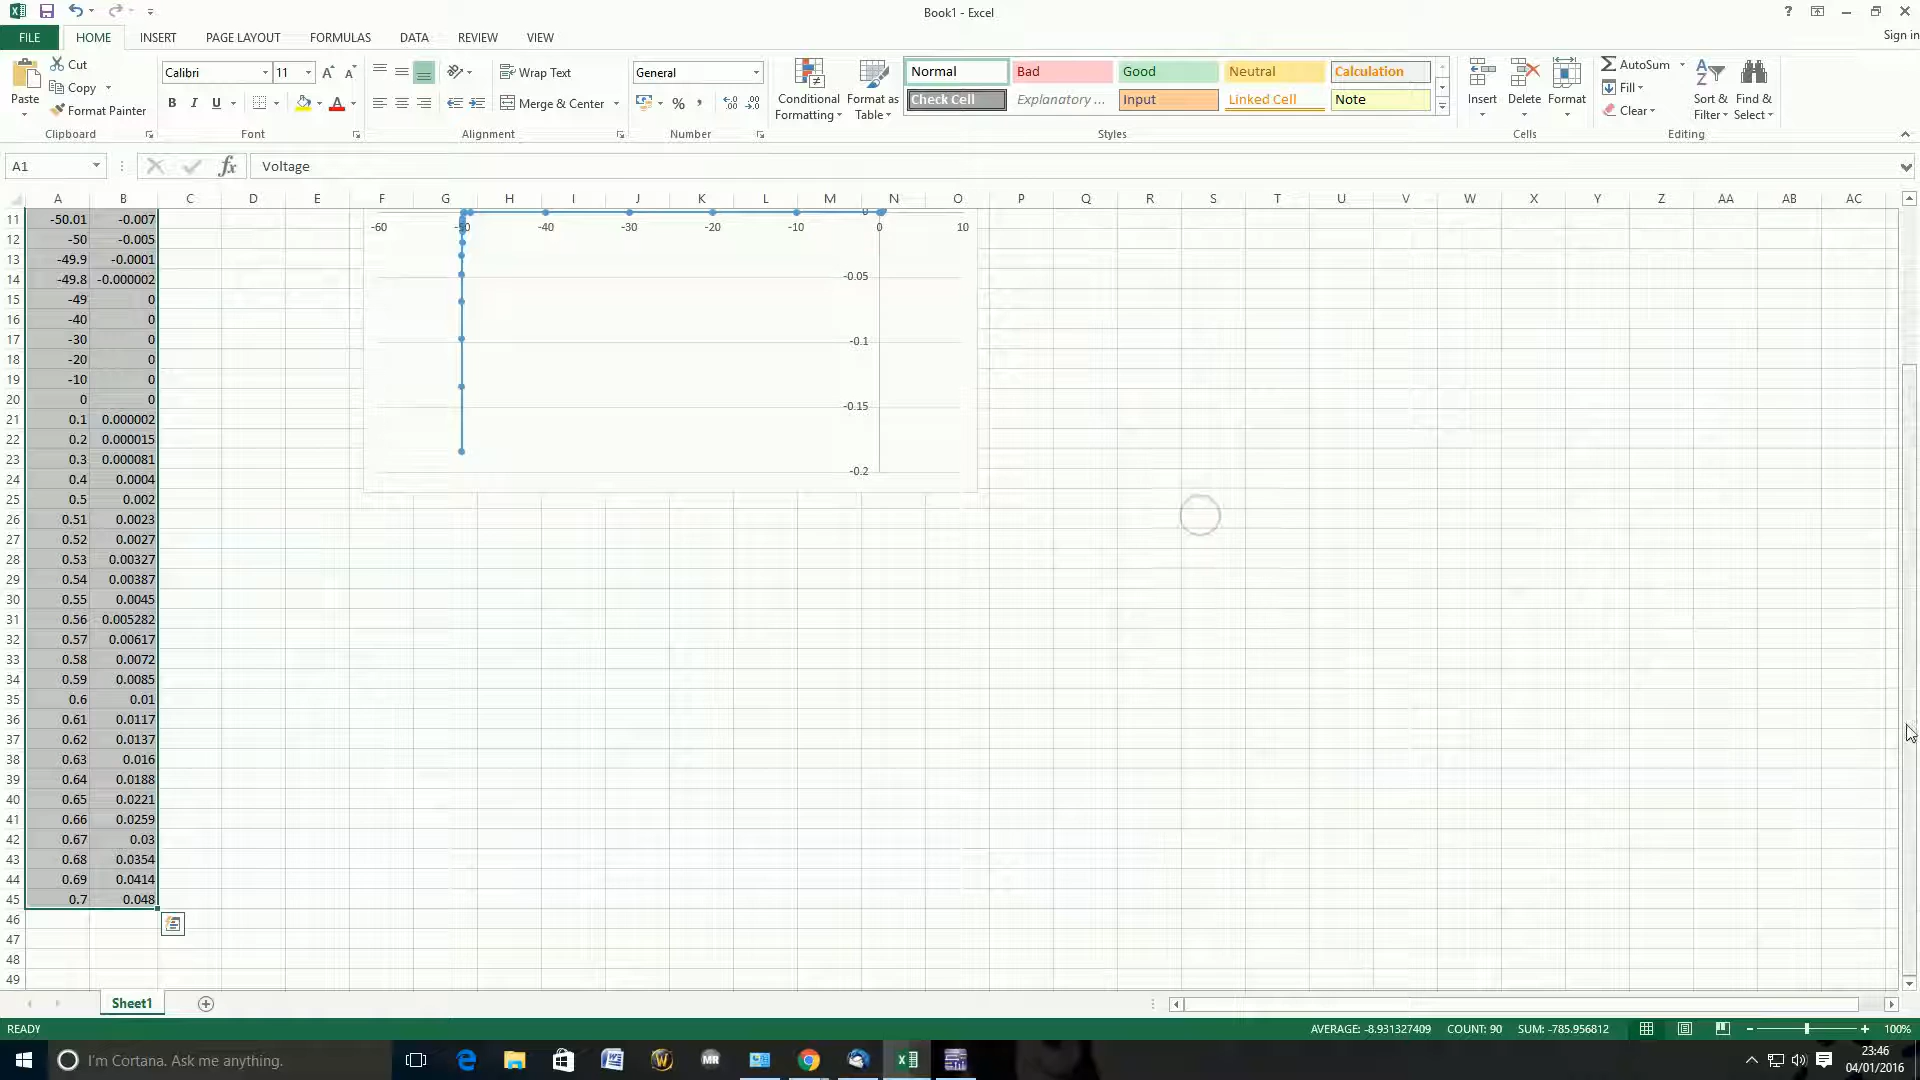 Book1 - Excel
?
FILE HOME INSERT PAGE LAYOUT FORMULAS DATA REVIEW VIEW
Sign in
Paste
Cut
Copy
Format Painter
Clipboard
Calibri 11
B I U
Font
Wrap Text
Merge & Center
Alignment
General
%
Number
Conditional Formatting
Format as Table
Normal Bad Good Neutral Calculation
Check Cell Explanatory ... Input Linked Cell Note
Styles
Insert Delete Format
Cells
AutoSum
Fill
Clear
Sort & Filter
Find & Select
Editing
A1 fx Voltage
A B C D E F G H I J K L M N O P Q R S T U V W X Y Z AA AB AC
11 -50.01 -0.007
12 -50 -0.005
13 -49.9 -0.0001
14 -49.8 -0.000002
15 -49 0
16 -40 0
17 -30 0
18 -20 0
19 -10 0
20 0 0
21 0.1 0.000002
22 0.2 0.000015
23 0.3 0.000081
24 0.4 0.0004
25 0.5 0.002
26 0.51 0.0023
27 0.52 0.0027
28 0.53 0.00327
29 0.54 0.00387
30 0.55 0.0045
31 0.56 0.005282
32 0.57 0.00617
33 0.58 0.0072
34 0.59 0.0085
35 0.6 0.01
36 0.61 0.0117
37 0.62 0.0137
38 0.63 0.016
39 0.64 0.0188
40 0.65 0.0221
41 0.66 0.0259
42 0.67 0.03
43 0.68 0.0354
44 0.69 0.0414
45 0.7 0.048
46
47
48
49
0
-60 -50 -40 -30 -20 -10 0 10
-0.05
-0.1
-0.15
-0.2
Sheet1
READY AVERAGE: -8.931327409 COUNT: 90 SUM: -785.956812 100%
I'm Cortana. Ask me anything.
MR
23:46
04/01/2016